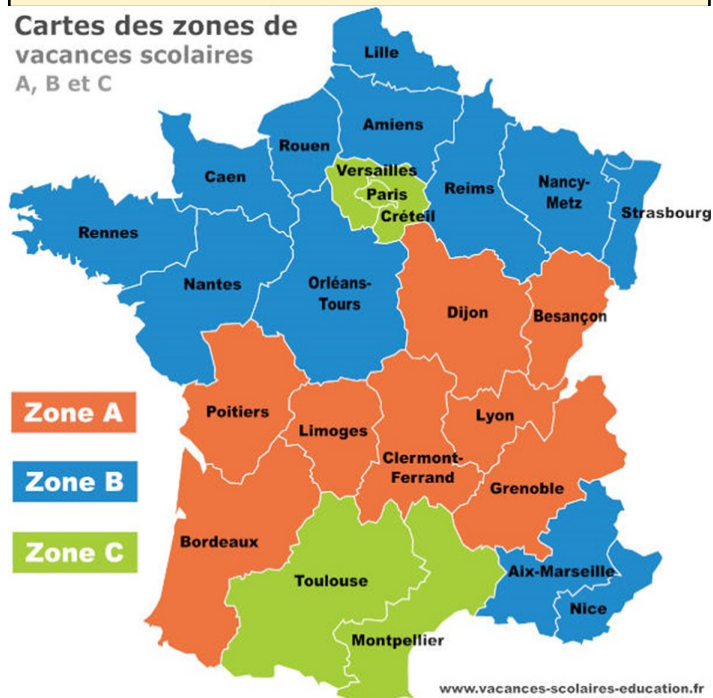 Cartes des zones de
vacances scolaires
A, B et C
Lille
Amiens
Rouen
Caen
Versailles
Paris
Créteil
Reims
Nancy-
Metz
Strasbourg
Rennes
Nantes
Orléans-
Tours
Dijon
Besançon
Zone A
Poitiers
Limoges
Lyon
Clermont-
Ferrand
Zone B
Grenoble
Bordeaux
Zone C
Toulouse
Aix-Marseille
Nice
Montpellier
www.vacances-scolaires-education.fr